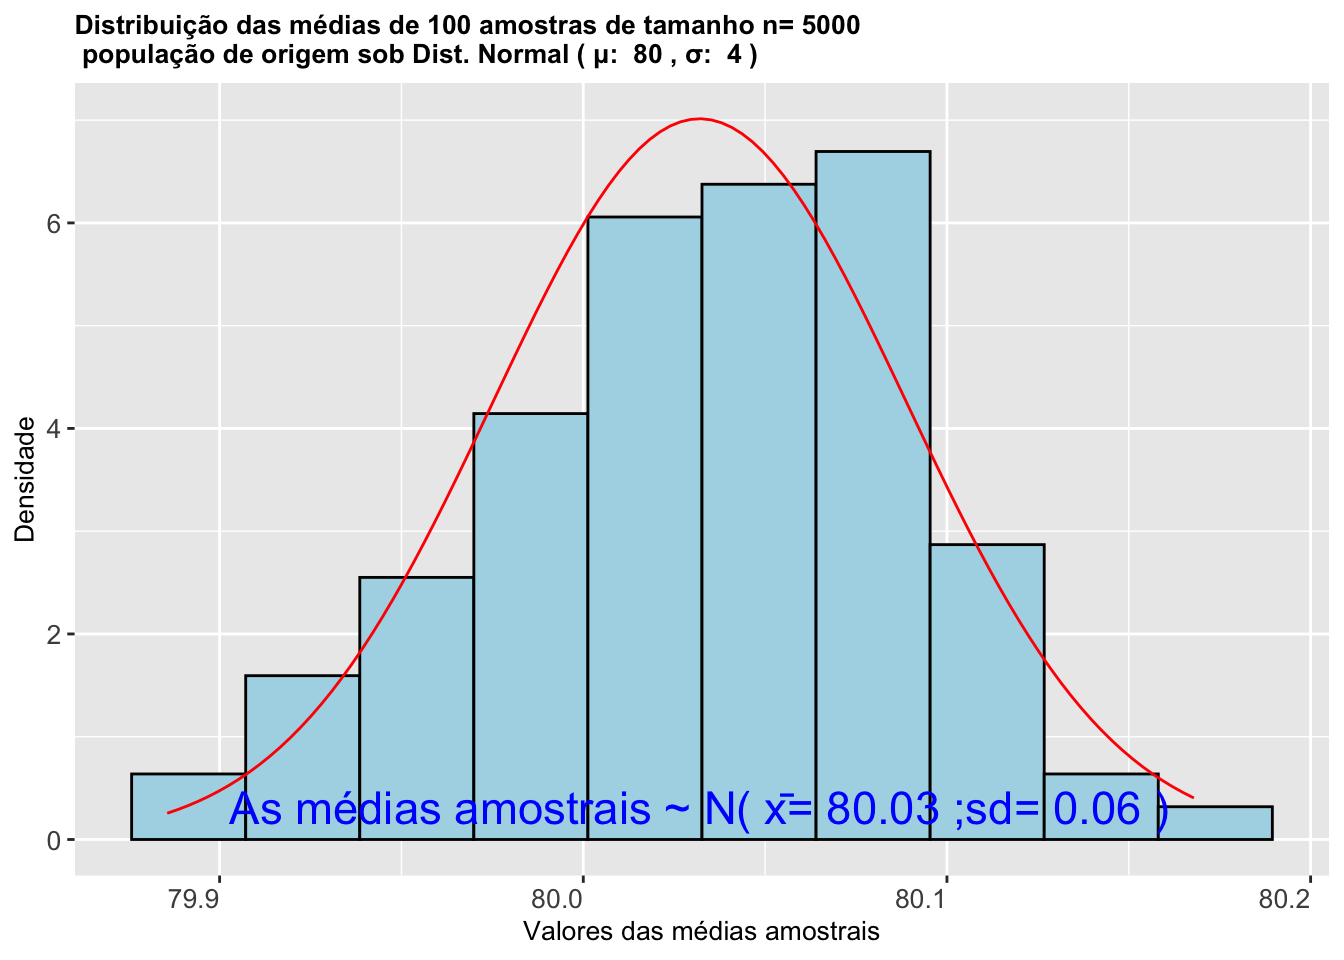 Distribuição das médias de 100 amostras de tamanho n= 5000
população de origem sob Dist. Normal ( μ:  80 , σ:  4 )
Densidade
6
4
2
0
As médias amostrais ~ N( x̄= 80.03 ;sd= 0.06 )
79.9 80.0 80.1 80.2
Valores das médias amostrais